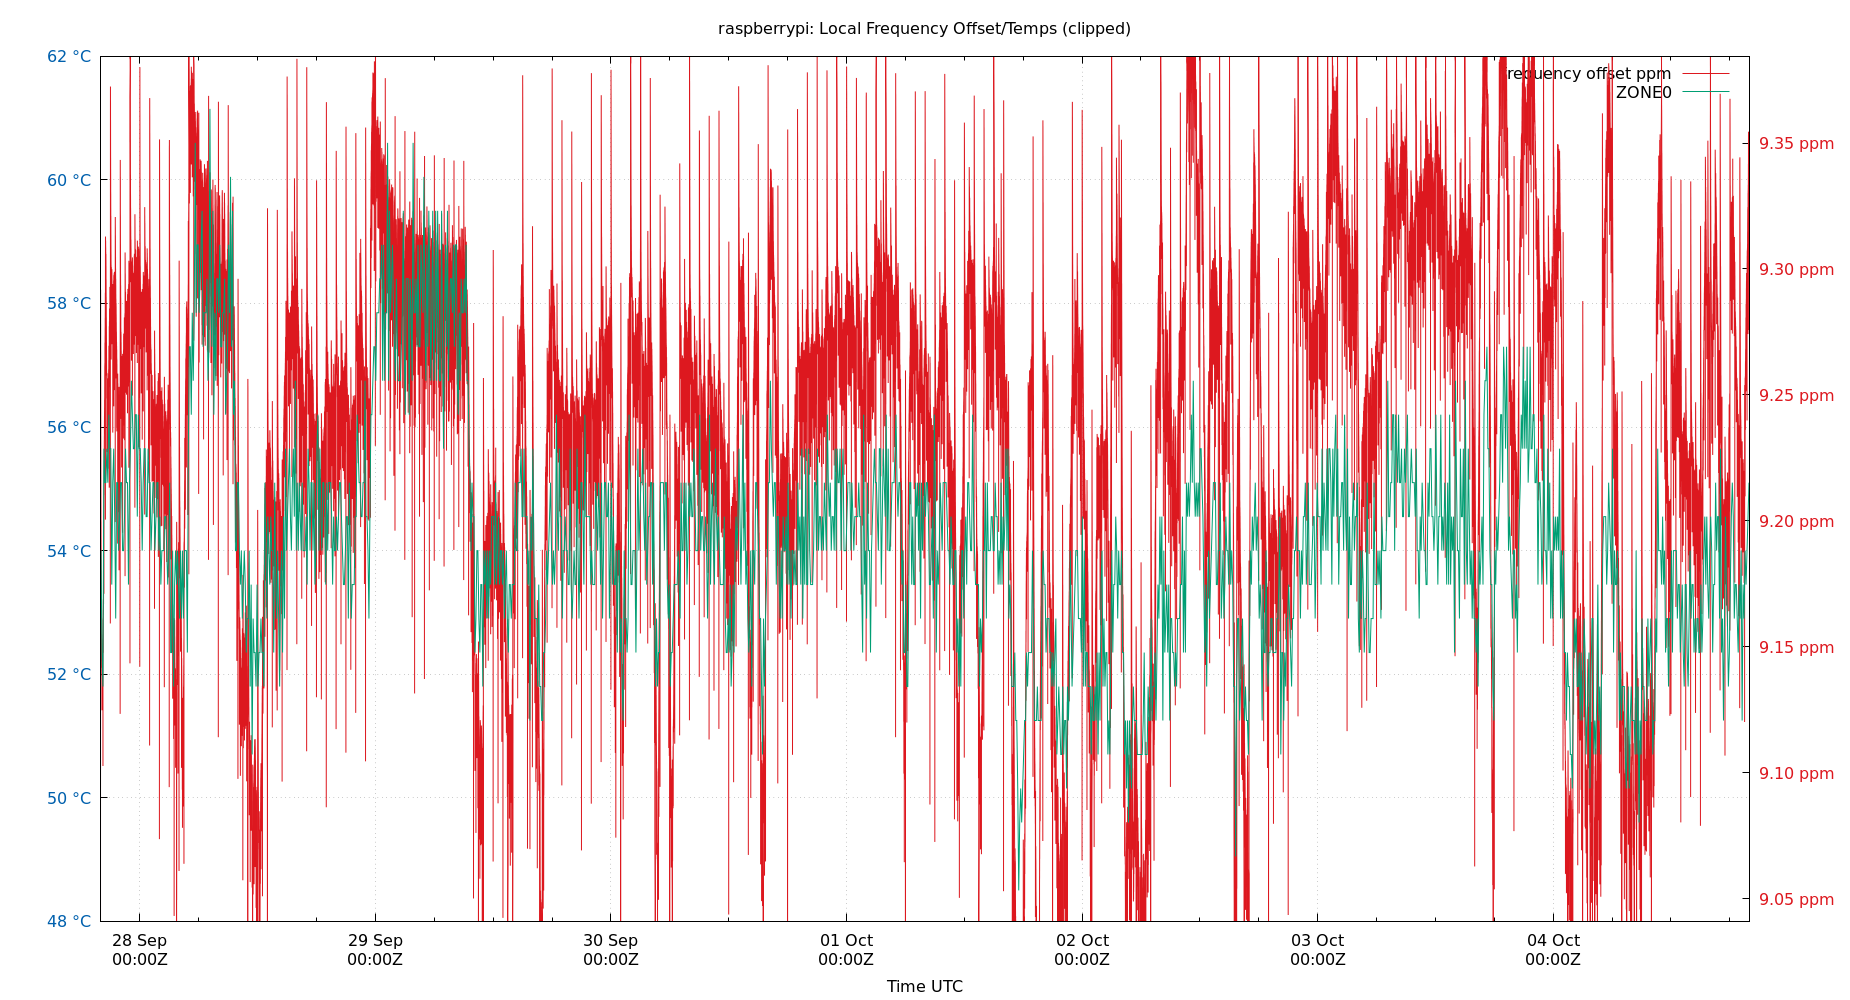 raspberrypi: Local Frequency Offset/Temps (clipped)
62 °C
60 °C
58 °C
56 °C
54 °C
52 °C
50 °C
48 °C
frequency offset ppm
ZONE0
9.35 ppm
9.30 ppm
9.25 ppm
9.20 ppm
9.15 ppm
9.10 ppm
9.05 ppm
28 Sep 29 Sep 30 Sep 01 Oct 02 Oct 03 Oct 04 Oct
00:00Z 00:00Z 00:00Z 00:00Z 00:00Z 00:00Z 00:00Z
Time UTC